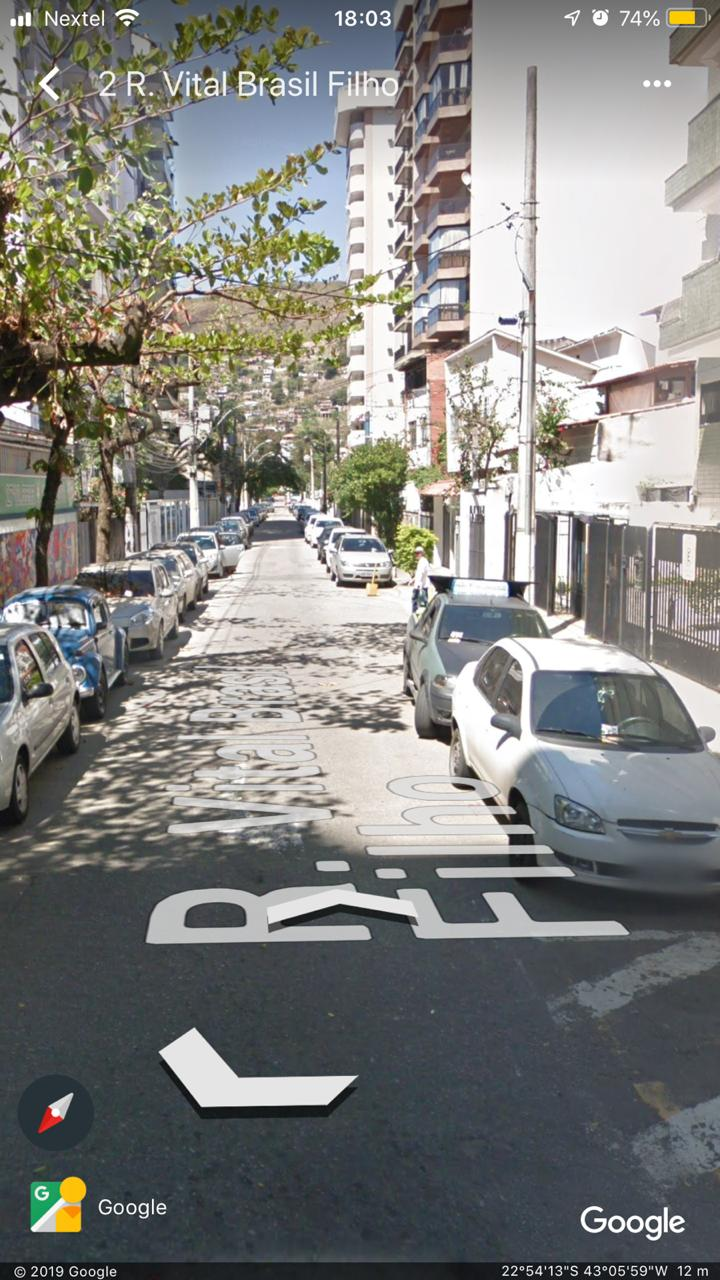 Nextel 18:03 74%
2 R. Vital Brasil Filho
R. Vital Brasil
Filho
G Google
Google
© 2019 Google 22°54'13"S 43°05'59"W 12 m